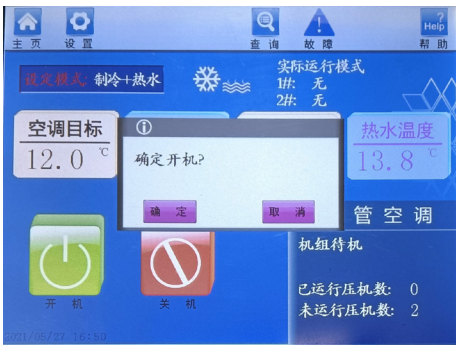 主页 设置 查询 故障 Help 帮助
设定模式: 制冷+热水
实际运行模式
1#: 无
2#: 无
空调目标
12.0 ℃
热水温度
13.8 ℃
确定开机?
确定 取消
开机
关机
管空调
机组待机
已运行压机数: 0
未运行压机数: 2
2021/05/27 16:50